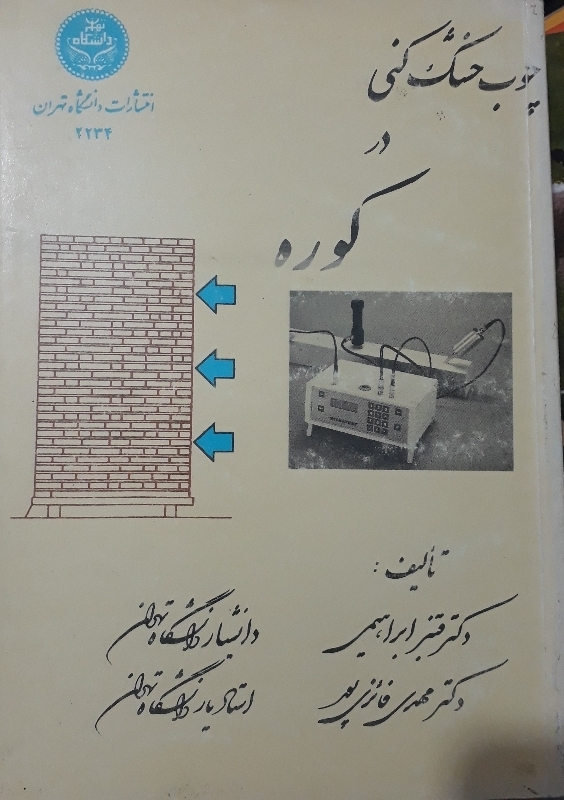 تهران
دانشگاه
انتشارات دانشگاه تهران
۲۲۳۴
چوب خشک کنی
در
کوره
تألیف :
دکتر قنبر ابراهیمی دانشیار دانشگاه تهران
دکتر مهدی فائزی پور استادیار دانشگاه تهران